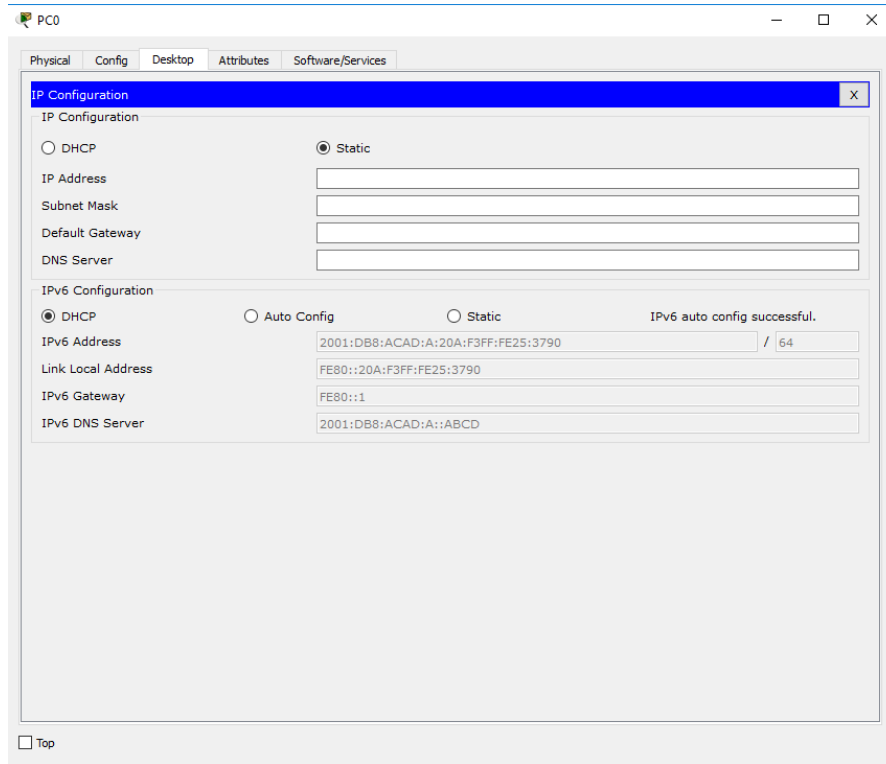 PC0
Physical Config Desktop Attributes Software/Services
IP Configuration X
IP Configuration
DHCP Static
IP Address
Subnet Mask
Default Gateway
DNS Server
IPv6 Configuration
DHCP Auto Config Static IPv6 auto config successful.
IPv6 Address 2001:DB8:ACAD:A:20A:F3FF:FE25:3790 / 64
Link Local Address FE80::20A:F3FF:FE25:3790
IPv6 Gateway FE80::1
IPv6 DNS Server 2001:DB8:ACAD:A::ABCD
Top